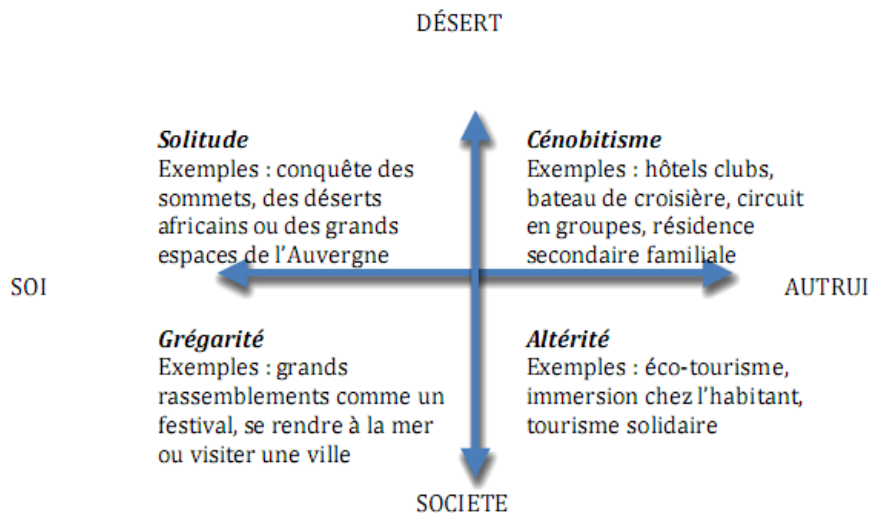 DÉSERT
Solitude
Exemples : conquête des
sommets, des déserts
africains ou des grands
espaces de l'Auvergne
Cénobitisme
Exemples : hôtels clubs,
bateau de croisière, circuit
en groupes, résidence
secondaire familiale
SOI
AUTRUI
Grégarité
Exemples : grands
rassemblements comme un
festival, se rendre à la mer
ou visiter une ville
Altérité
Exemples : éco-tourisme,
immersion chez l'habitant,
tourisme solidaire
SOCIETE